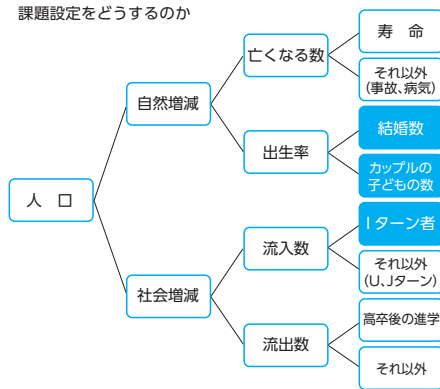 課題設定をどうするのか
人　口
自然増減
亡くなる数
寿　命
それ以外
(事故、病気)
出生率
結婚数
カップルの
子どもの数
社会増減
流入数
Iターン者
それ以外
(U、Jターン)
流出数
高卒後の進学
それ以外